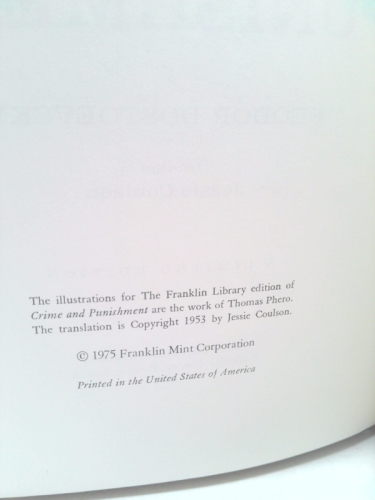 The illustrations for The Franklin Library edition of
Crime and Punishment are the work of Thomas Phero.
The translation is Copyright 1953 by Jessie Coulson.
© 1975 Franklin Mint Corporation
Printed in the United States of America